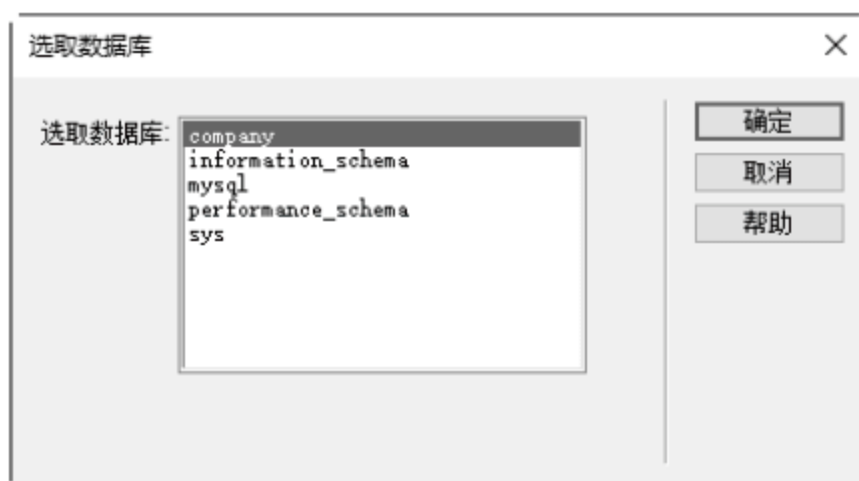 选取数据库
选取数据库:
company
information_schema
mysql
performance_schema
sys
确定
取消
帮助